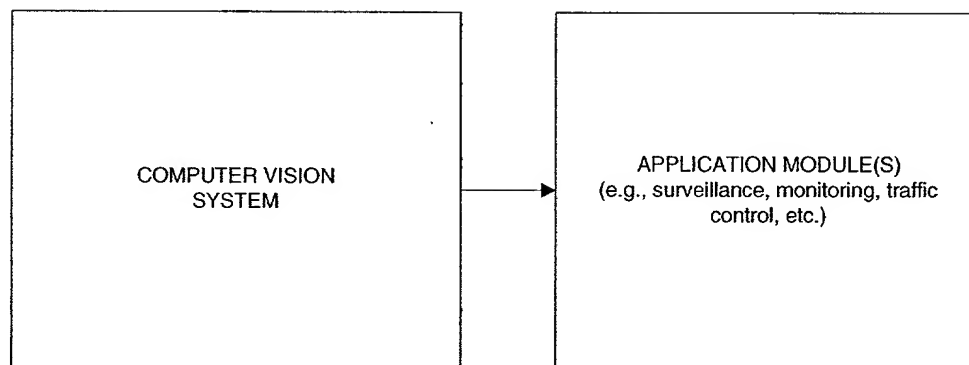 COMPUTER VISION
SYSTEM
APPLICATION MODULE(S)
(e.g., surveillance, monitoring, traffic
control, etc.)